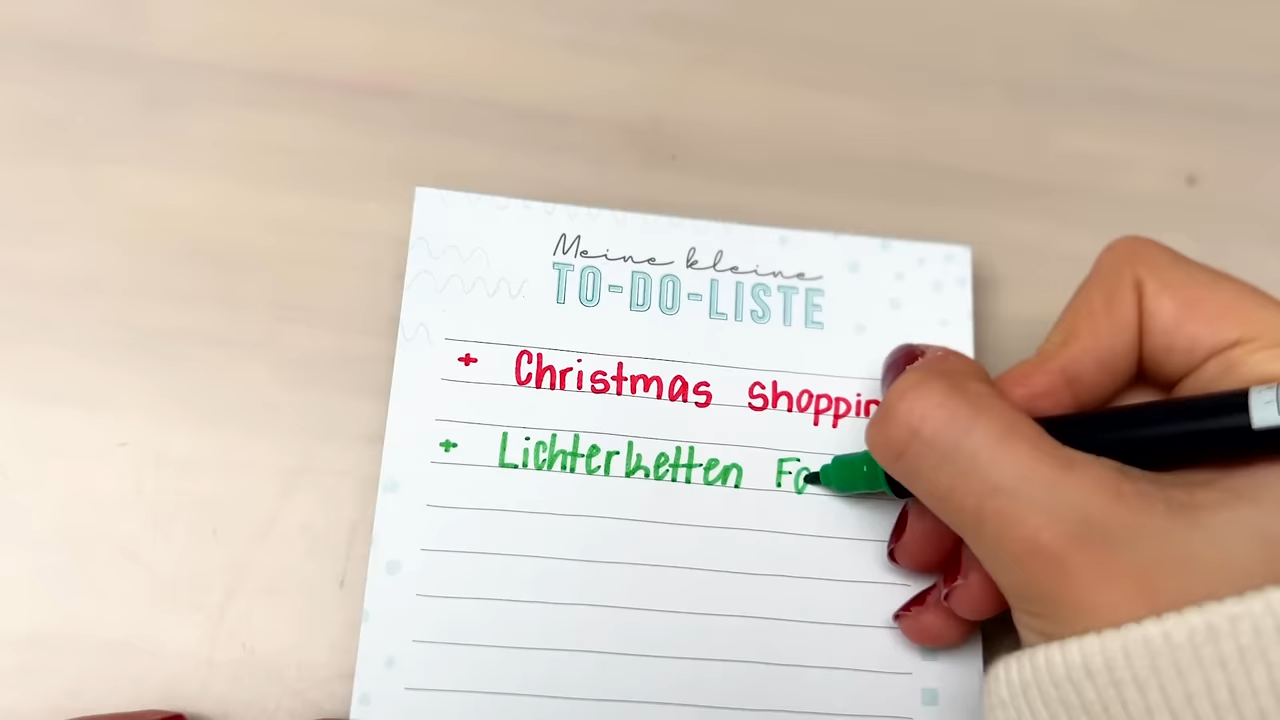 Meine kleine
TO-DO-LISTE
+ Christmas Shoppin
+ Lichterketten Fo